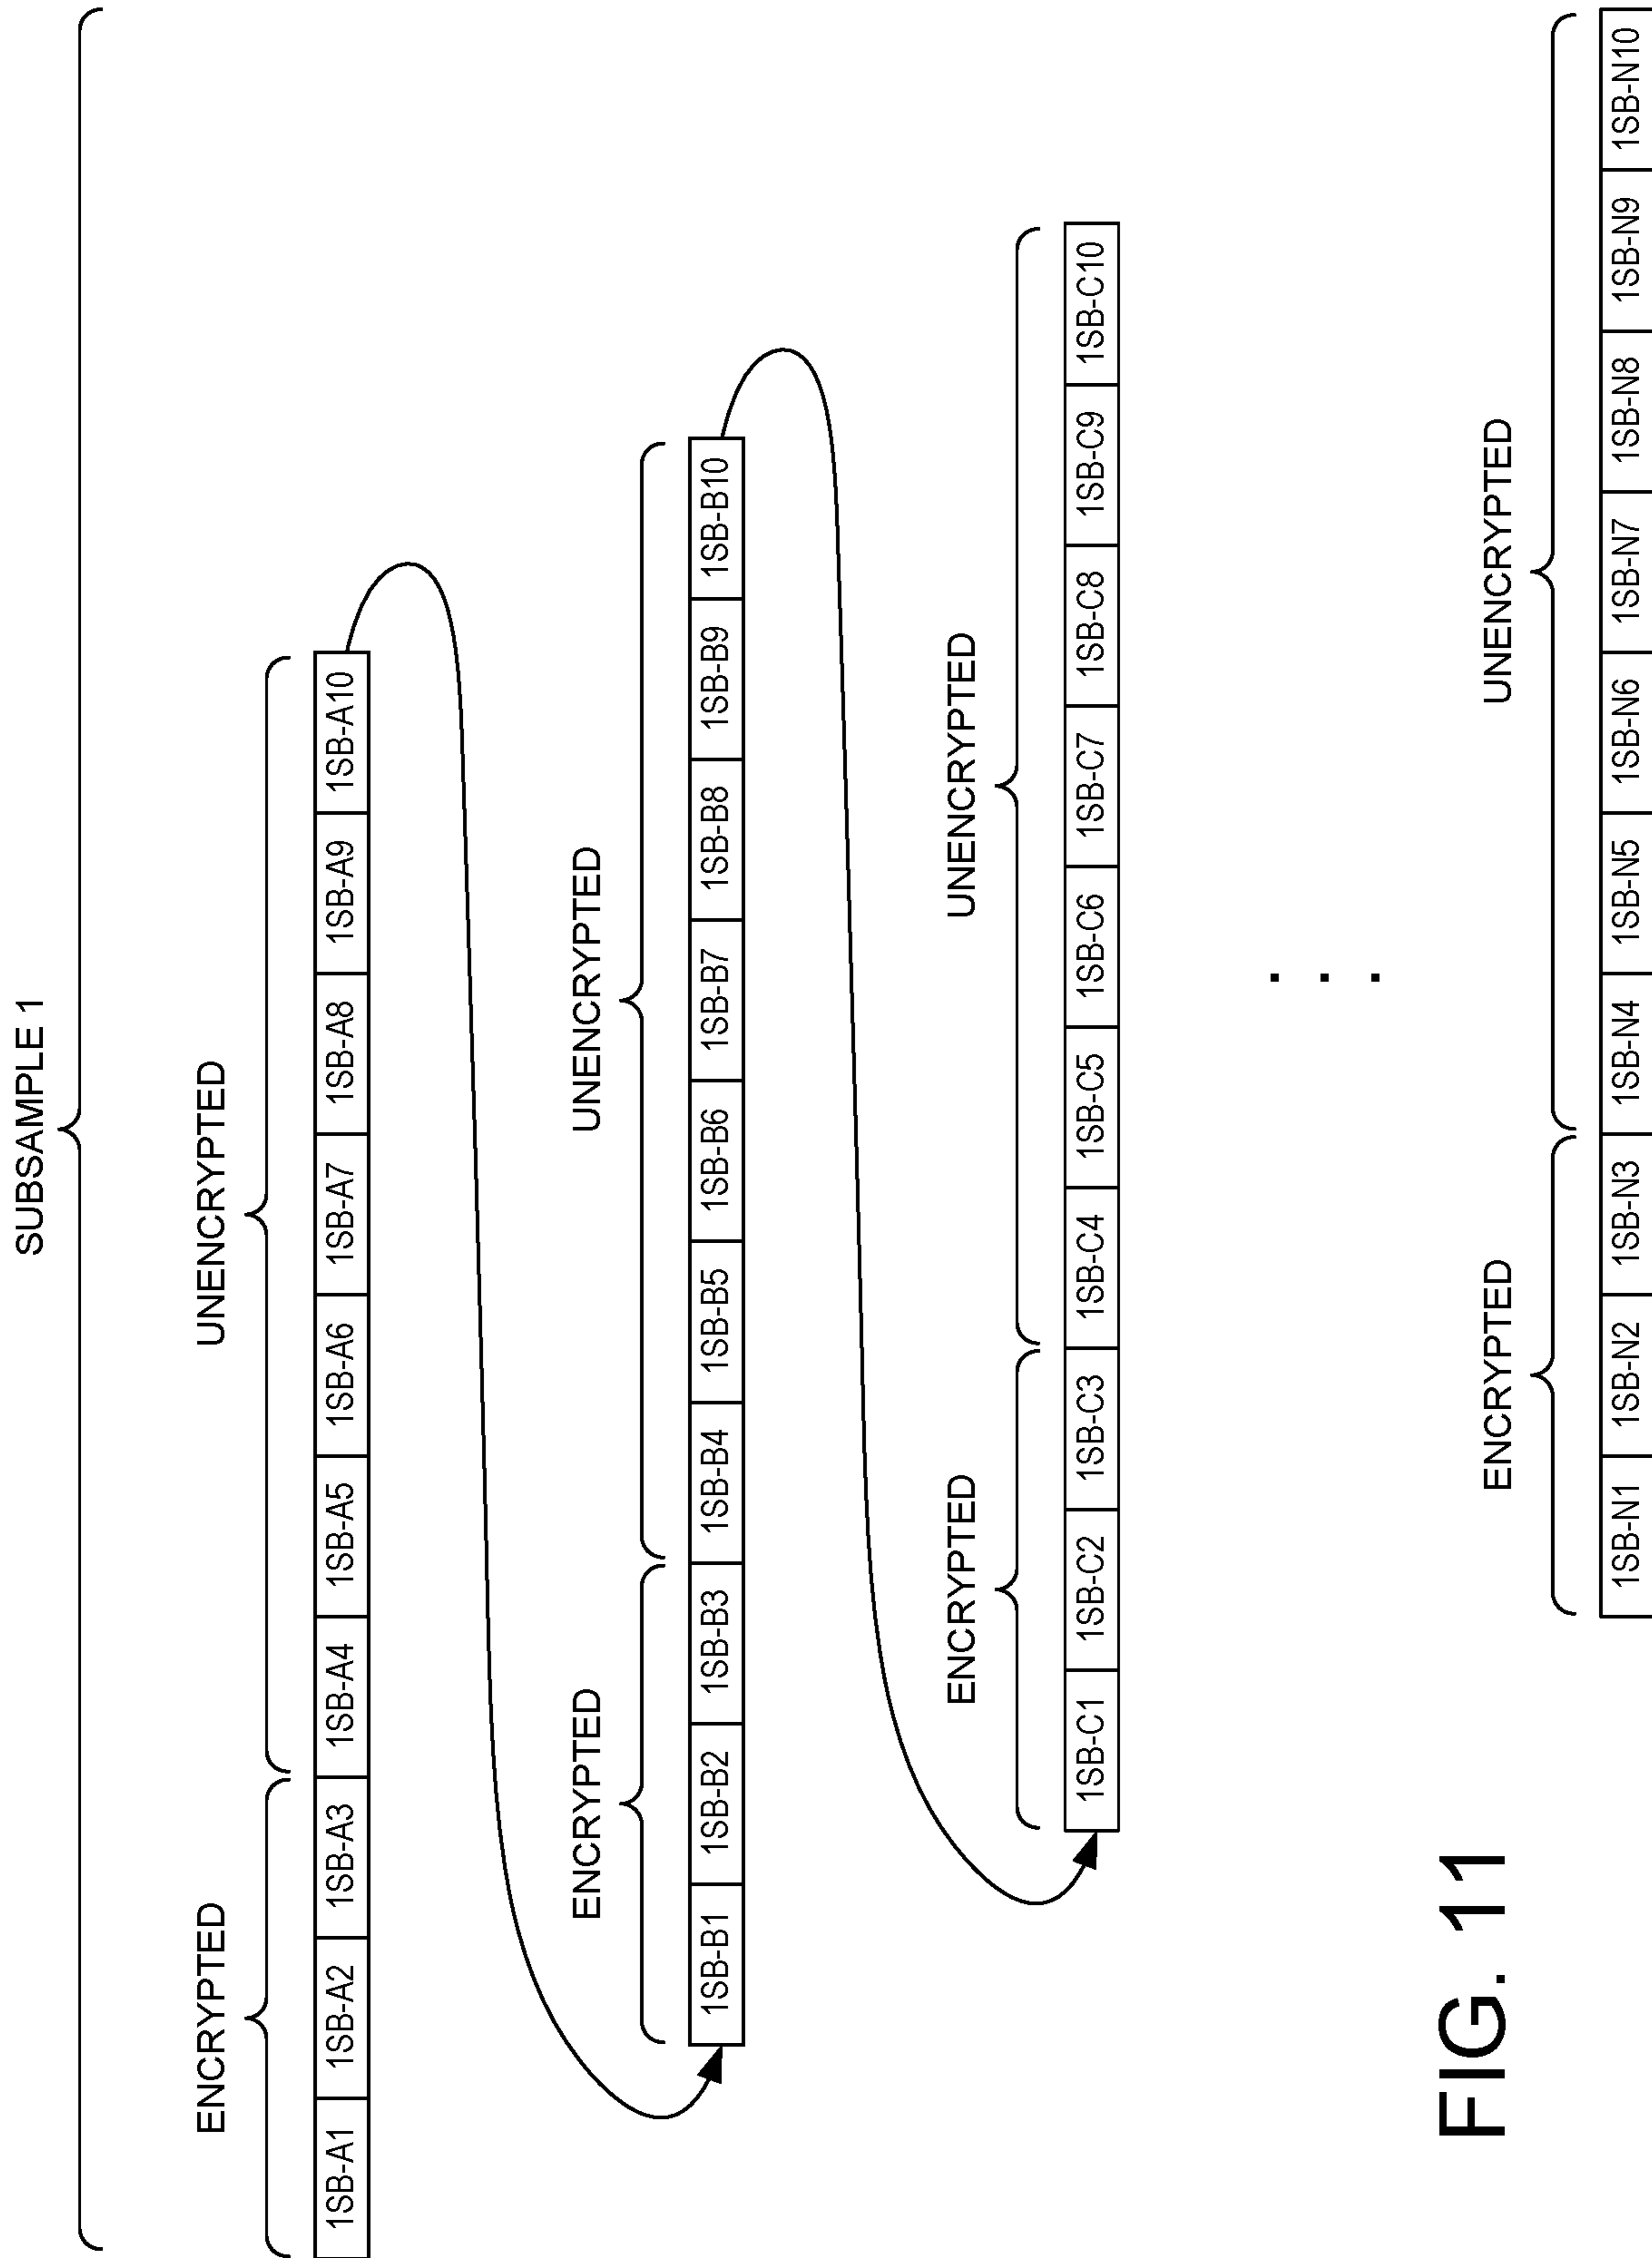 SUBSAMPLE 1
ENCRYPTED UNENCRYPTED
1SB-A1 1SB-A2 1SB-A3 1SB-A4 1SB-A5 1SB-A6 1SB-A7 1SB-A8 1SB-A9 1SB-A10
ENCRYPTED UNENCRYPTED
1SB-B1 1SB-B2 1SB-B3 1SB-B4 1SB-B5 1SB-B6 1SB-B7 1SB-B8 1SB-B9 1SB-B10
ENCRYPTED UNENCRYPTED
1SB-C1 1SB-C2 1SB-C3 1SB-C4 1SB-C5 1SB-C6 1SB-C7 1SB-C8 1SB-C9 1SB-C10
. . .
ENCRYPTED UNENCRYPTED
1SB-N1 1SB-N2 1SB-N3 1SB-N4 1SB-N5 1SB-N6 1SB-N7 1SB-N8 1SB-N9 1SB-N10
FIG. 11